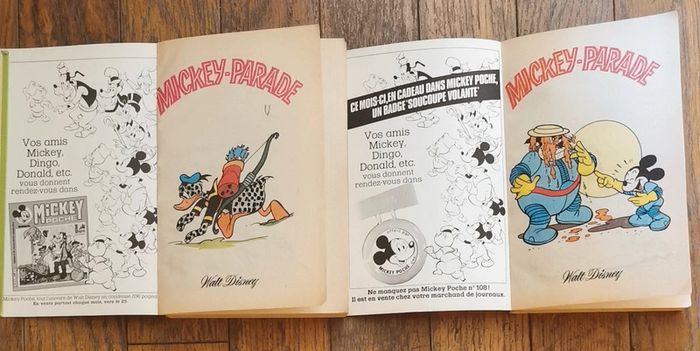 Vos amis
Mickey,
Dingo,
Donald, etc.
vous donnent
rendez-vous dans
MICKEY
POCHE
Mickey Poche, tout l'univers de Walt Disney en condensé (196 pages)
En vente partout chaque mois, vers le 25.
MICKEY-PARADE
Walt Disney
CE MOIS-CI, EN CADEAU DANS MICKEY POCHE,
UN BADGE "SOUCOUPE VOLANTE"
Vos amis
Mickey,
Dingo,
Donald, etc.
vous donnent
rendez-vous dans
MICKEY POCHE
Ne manquez pas Mickey Poche n° 108!
Il est en vente chez votre marchand de journaux.
MICKEY-PARADE
Walt Disney